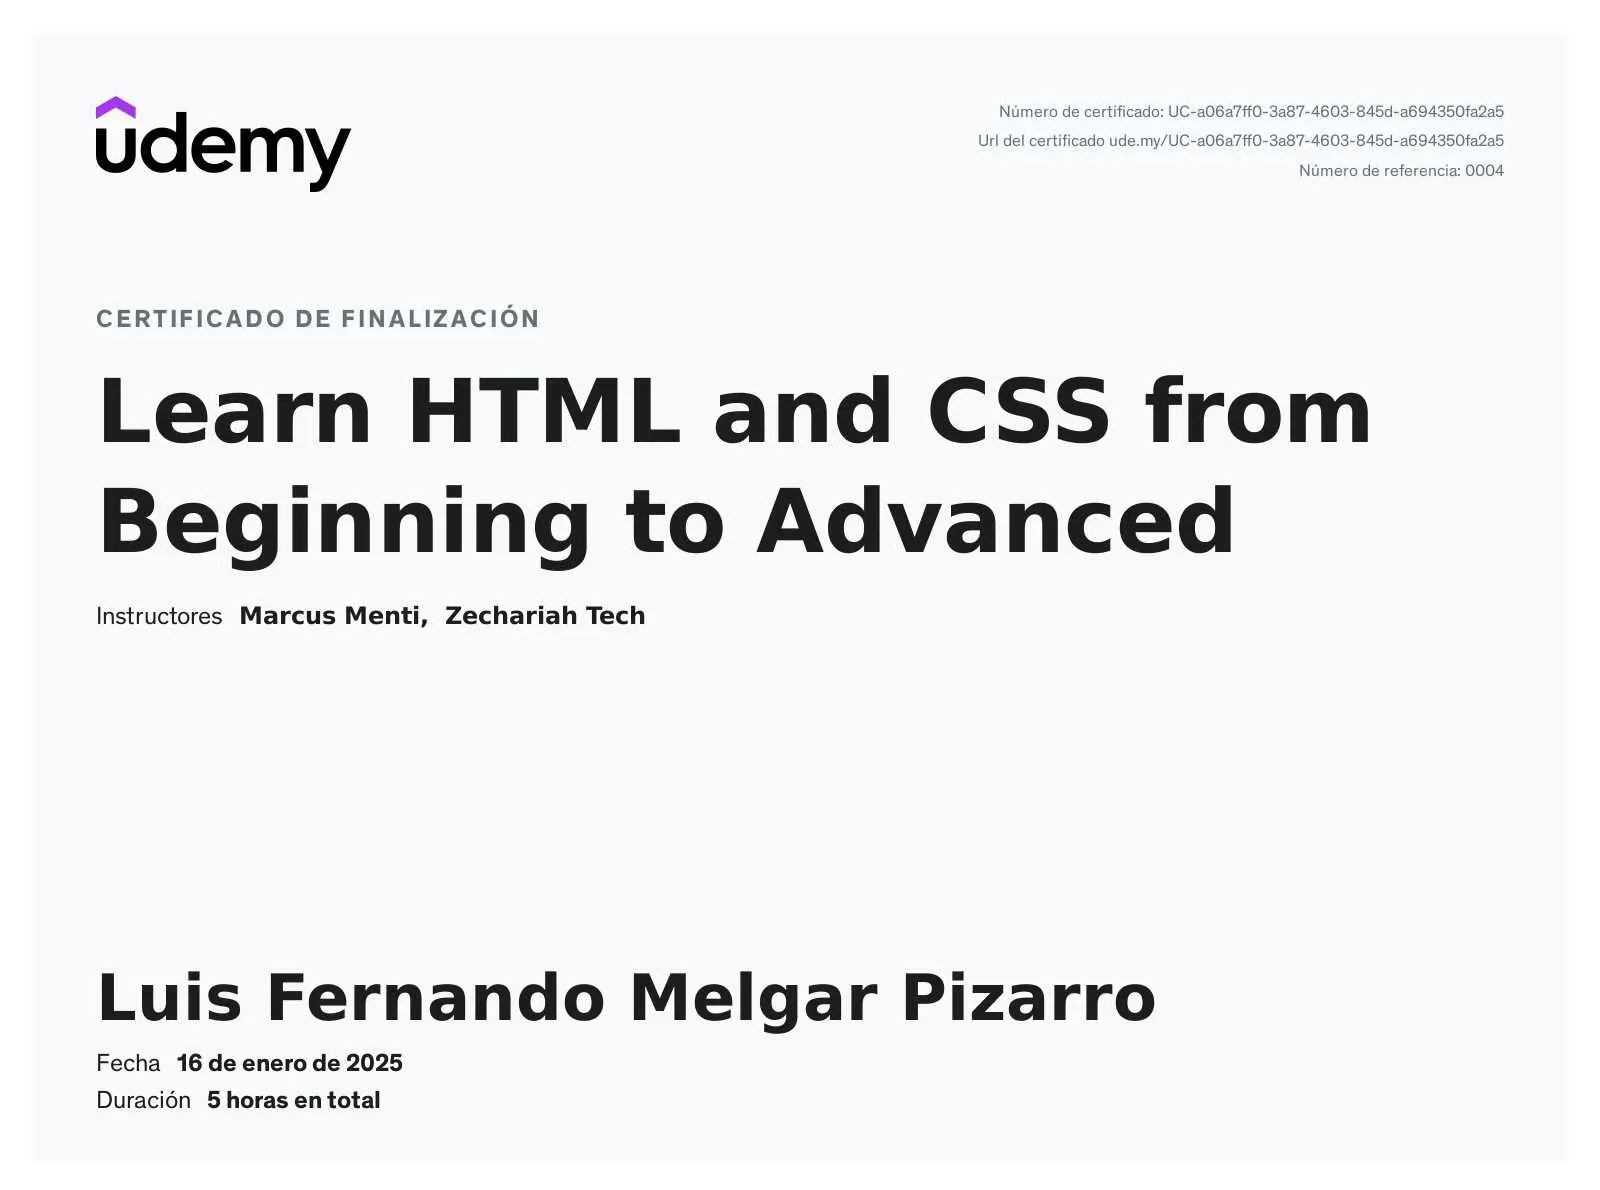 udemy
Número de certificado: UC-a06a7ff0-3a87-4603-845d-a694350fa2a5
Url del certificado ude.my/UC-a06a7ff0-3a87-4603-845d-a694350fa2a5
Número de referencia: 0004
CERTIFICADO DE FINALIZACIÓN
Learn HTML and CSS from
Beginning to Advanced
Instructores Marcus Menti, Zechariah Tech
Luis Fernando Melgar Pizarro
Fecha 16 de enero de 2025
Duración 5 horas en total